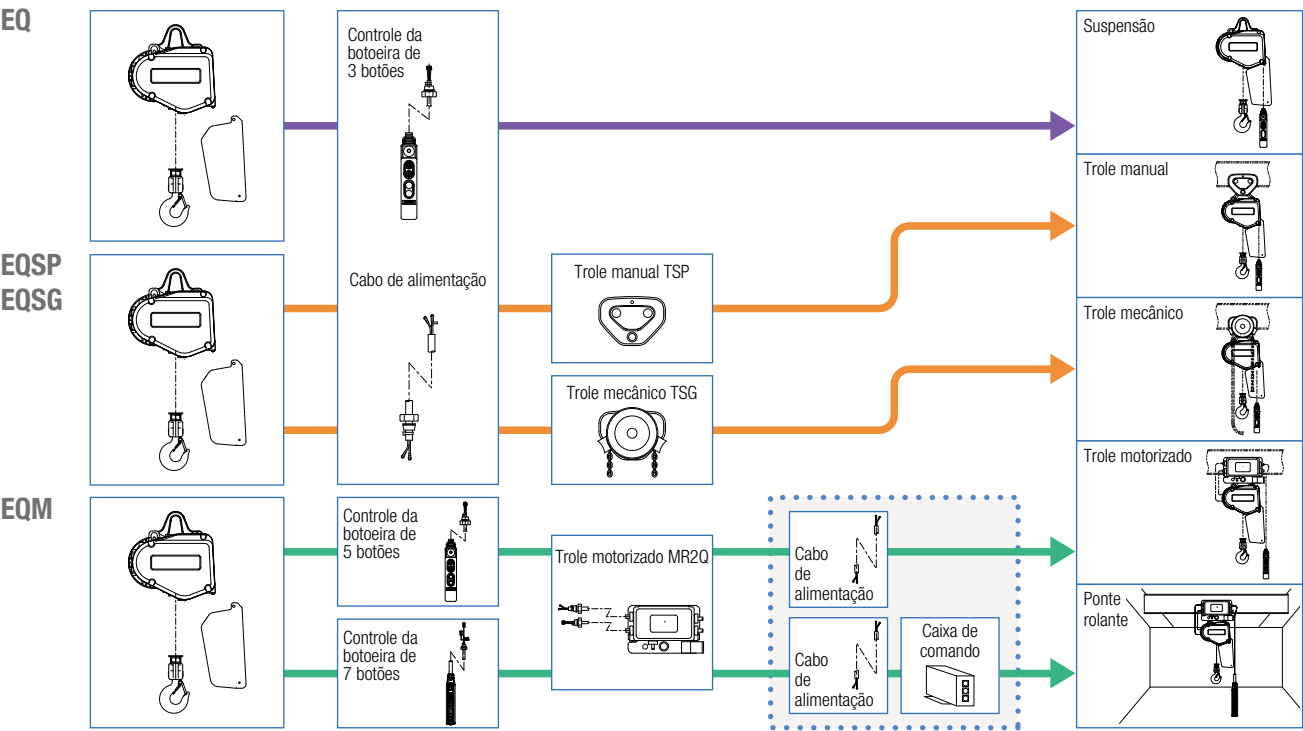 EQ
Controle da
botoeira de
3 botões
Suspensão
Trole manual
EQSP
EQSG
Cabo de alimentação
Trole manual TSP
Trole mecânico TSG
Trole mecânico
Trole motorizado
EQM
Controle da
botoeira de
5 botões
Trole motorizado MR2Q
Cabo
de
alimentação
Controle da
botoeira de
7 botões
Cabo
de
alimentação
Caixa de
comando
Ponte
rolante